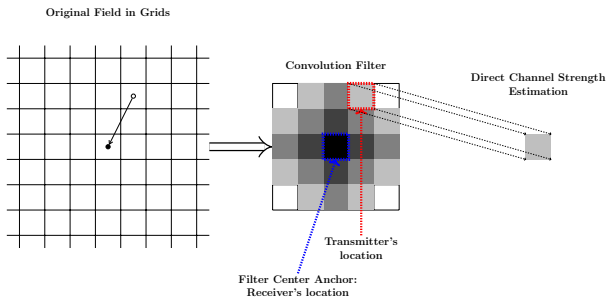 Original Field in Grids
Convolution Filter
Direct Channel Strength
Estimation
Transmitter's
location
Filter Center Anchor:
Receiver's location